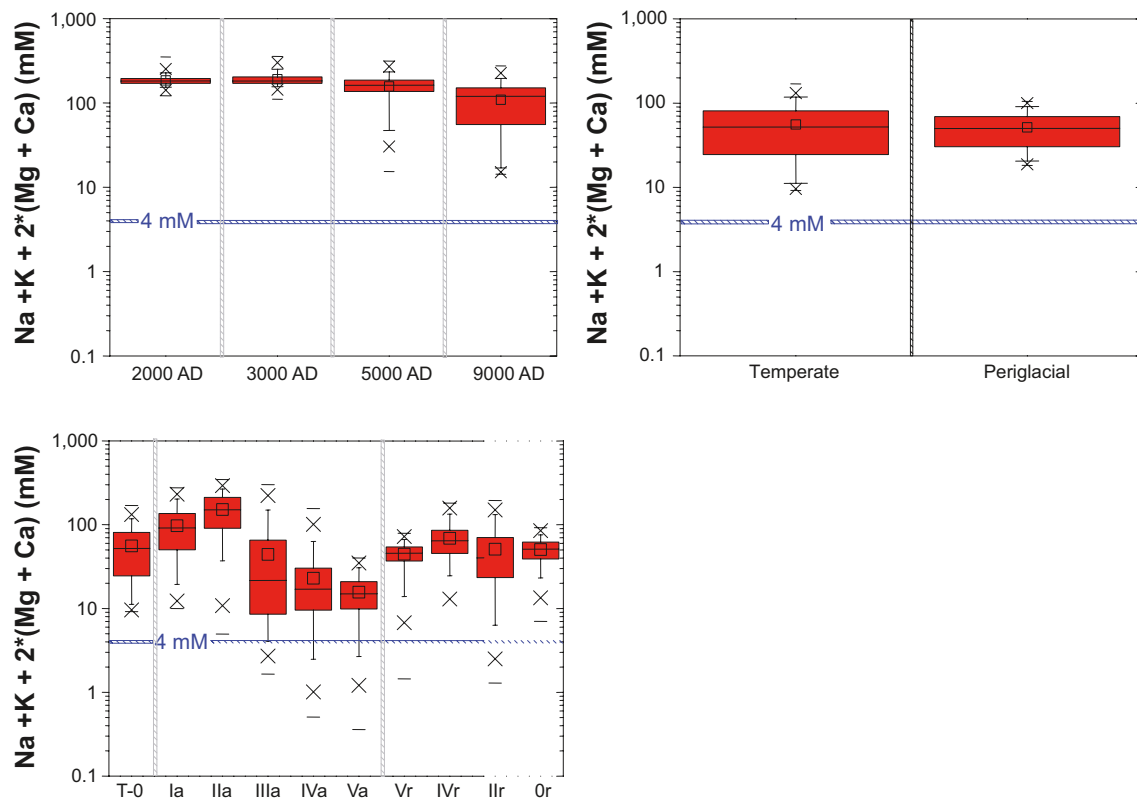 Na +K + 2*(Mg + Ca) (mM)
1,000
100
10
1
0.1
4 mM
2000 AD
3000 AD
5000 AD
9000 AD
Na +K + 2*(Mg + Ca) (mM)
1,000
100
10
1
0.1
4 mM
Temperate
Periglacial
Na +K + 2*(Mg + Ca) (mM)
1,000
100
10
1
0.1
4 mM
T-0
Ia
IIa
IIIa
IVa
Va
Vr
IVr
IIr
0r